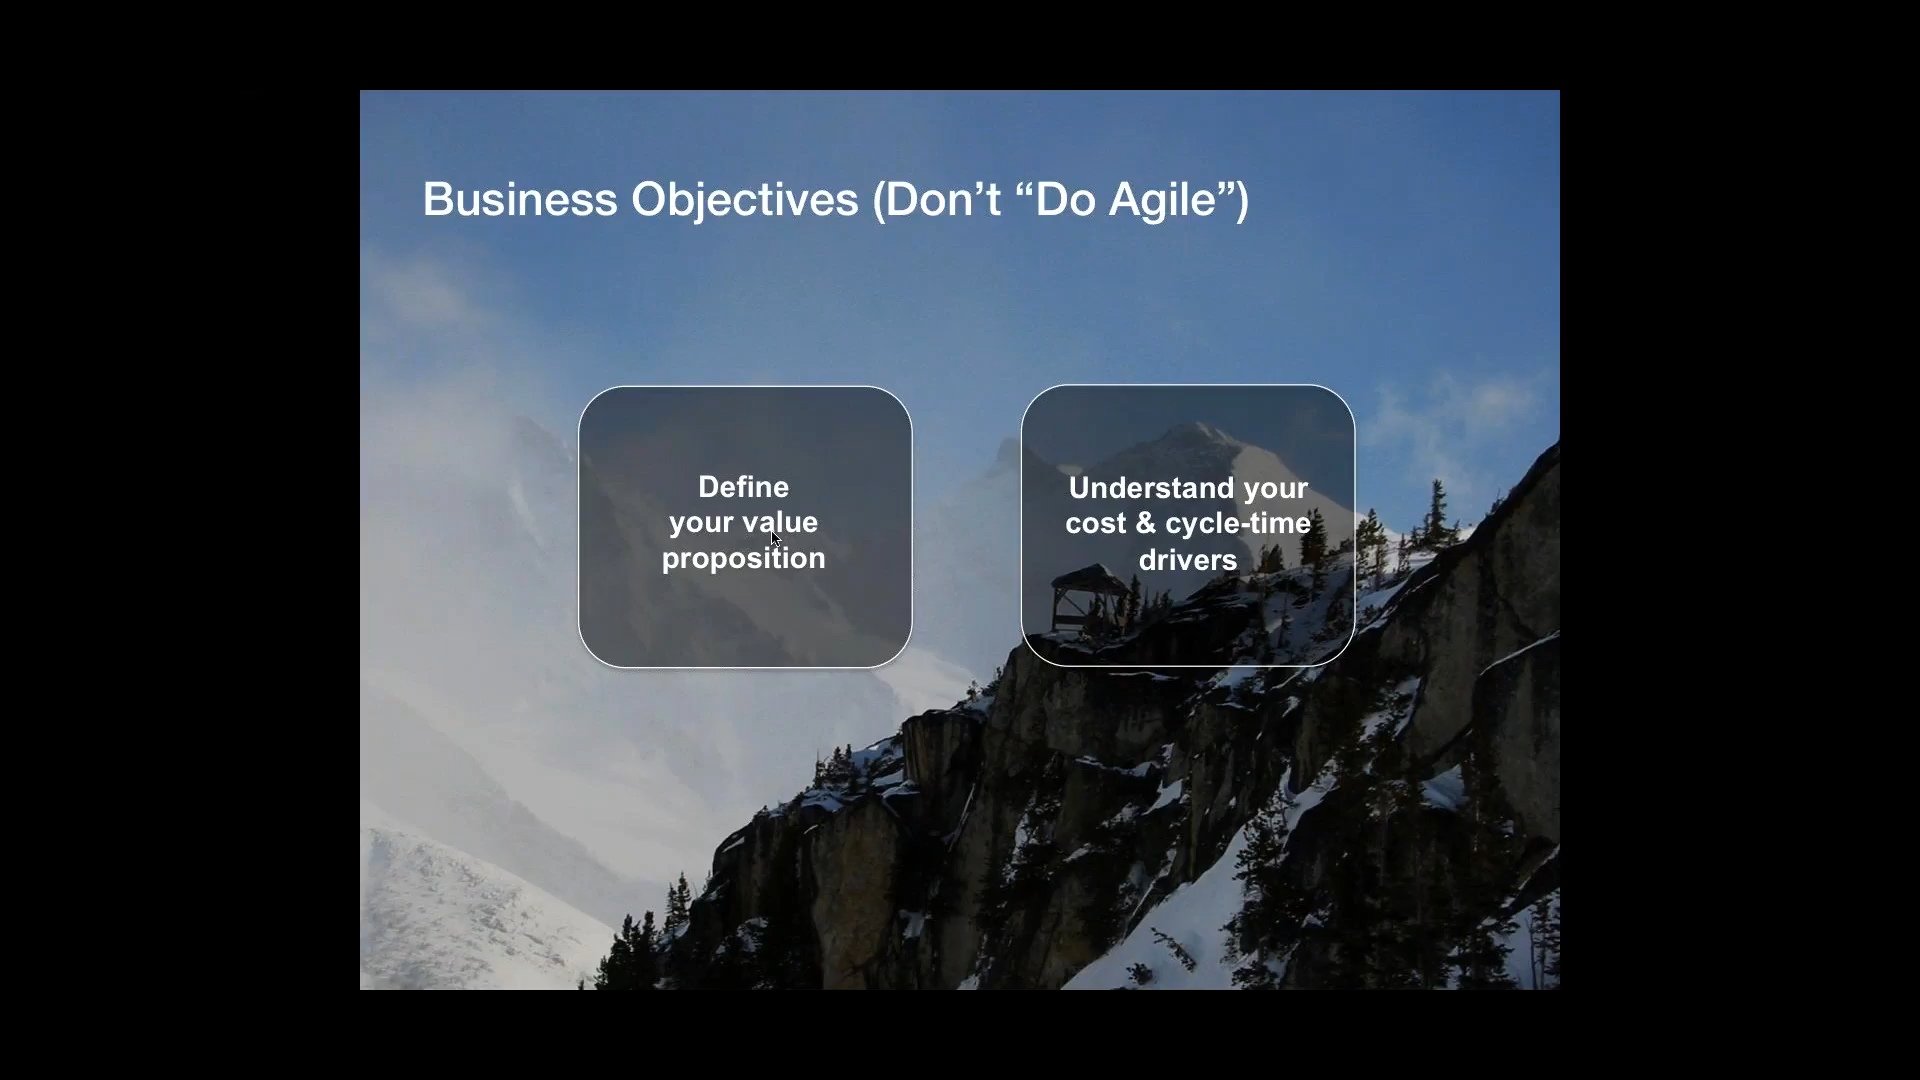 Business Objectives (Don’t “Do Agile”)
Define
your value
proposition
Understand your
cost & cycle-time
drivers